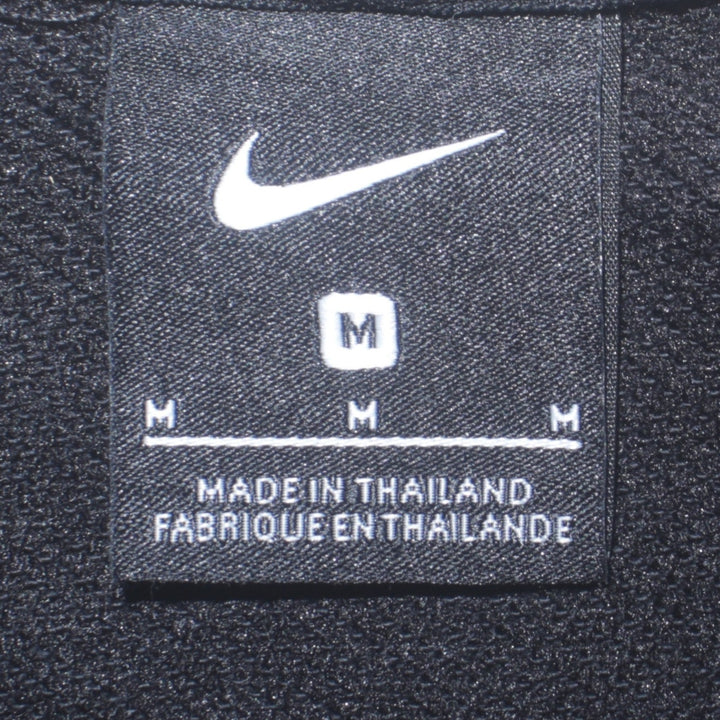 M
M M M
MADE IN THAILAND
FABRIQUE EN THAILANDE